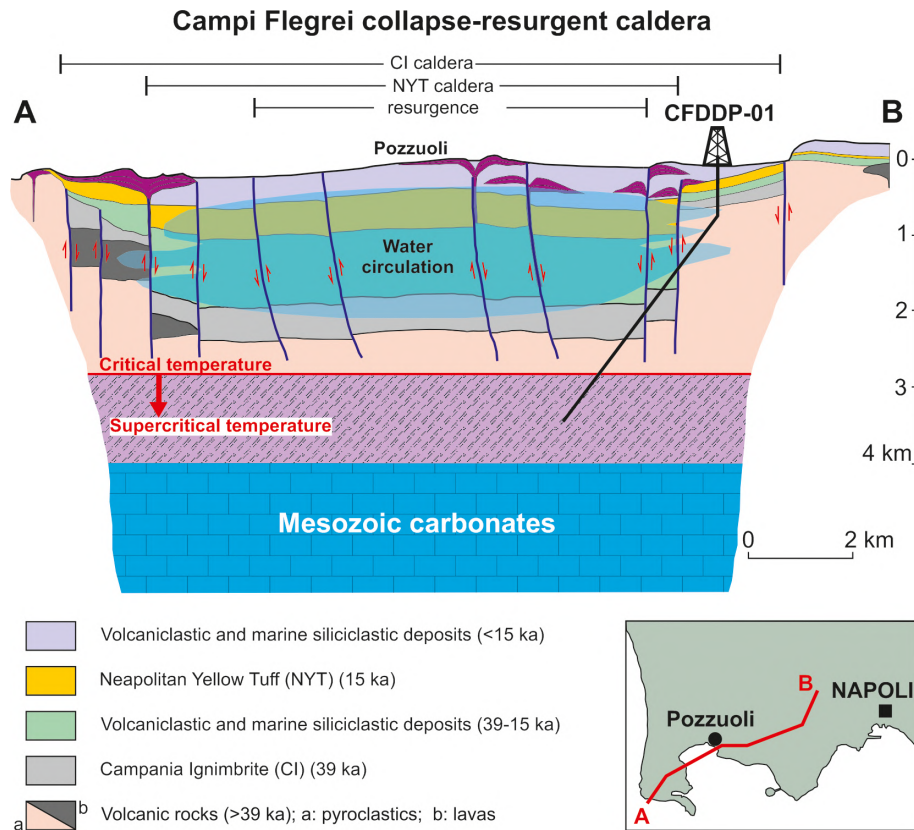 Campi Flegrei collapse-resurgent caldera
CI caldera
NYT caldera
resurgence
A
B
CFDDP-01
Pozzuoli
0
1
2
3
4 km
Water
circulation
Critical temperature
Supercritical temperature
Mesozoic carbonates
0 2 km
Volcaniclastic and marine siliciclastic deposits (<15 ka)
Neapolitan Yellow Tuff (NYT) (15 ka)
Volcaniclastic and marine siliciclastic deposits (39-15 ka)
Campania Ignimbrite (CI) (39 ka)
a b Volcanic rocks (>39 ka); a: pyroclastics; b: lavas
B
NAPOLI
Pozzuoli
A